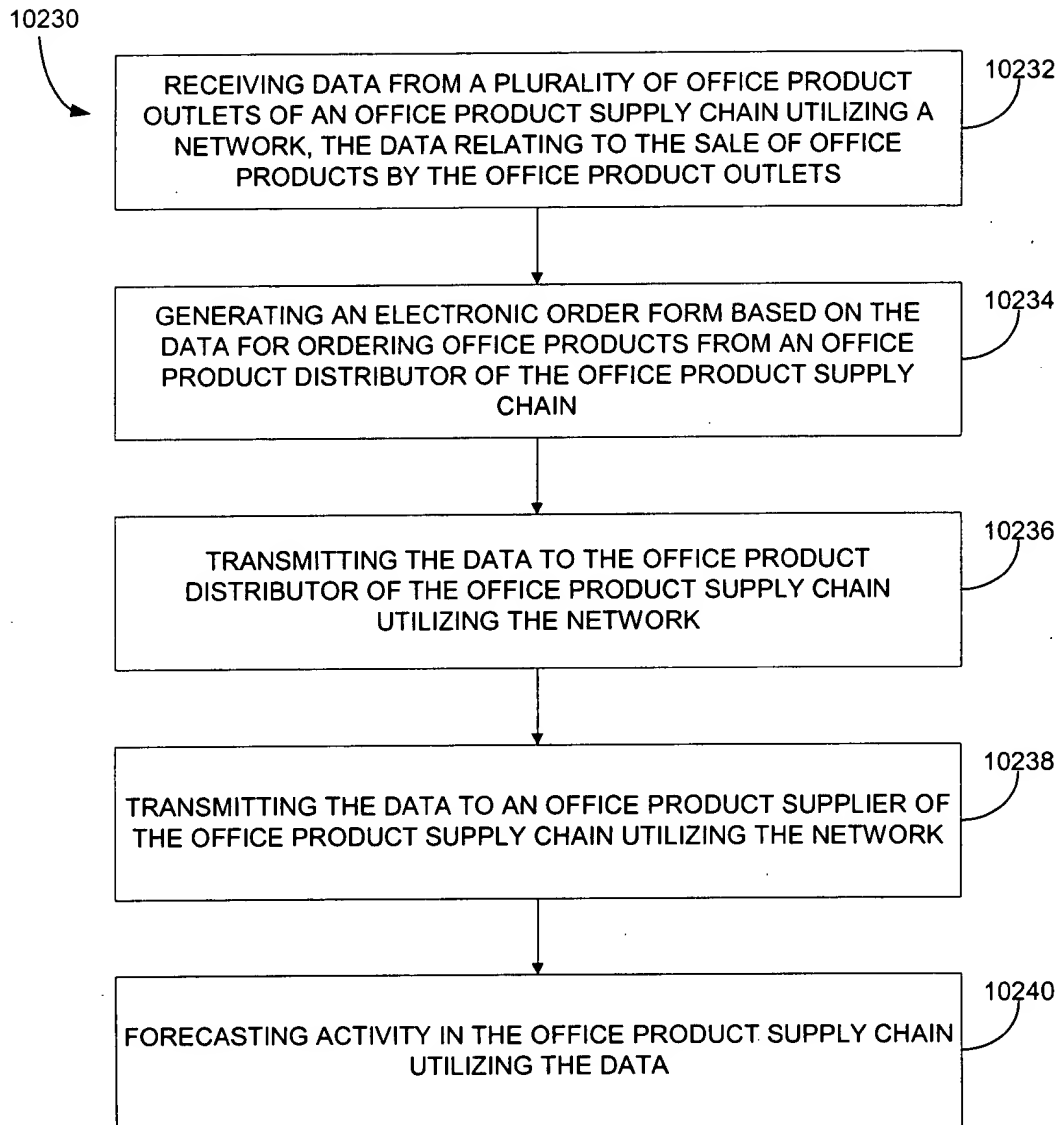 10230
RECEIVING DATA FROM A PLURALITY OF OFFICE PRODUCT
OUTLETS OF AN OFFICE PRODUCT SUPPLY CHAIN UTILIZING A
NETWORK, THE DATA RELATING TO THE SALE OF OFFICE
PRODUCTS BY THE OFFICE PRODUCT OUTLETS
10232
GENERATING AN ELECTRONIC ORDER FORM BASED ON THE
DATA FOR ORDERING OFFICE PRODUCTS FROM AN OFFICE
PRODUCT DISTRIBUTOR OF THE OFFICE PRODUCT SUPPLY
CHAIN
10234
TRANSMITTING THE DATA TO THE OFFICE PRODUCT
DISTRIBUTOR OF THE OFFICE PRODUCT SUPPLY CHAIN
UTILIZING THE NETWORK
10236
TRANSMITTING THE DATA TO AN OFFICE PRODUCT SUPPLIER OF
THE OFFICE PRODUCT SUPPLY CHAIN UTILIZING THE NETWORK
10238
FORECASTING ACTIVITY IN THE OFFICE PRODUCT SUPPLY CHAIN
UTILIZING THE DATA
10240